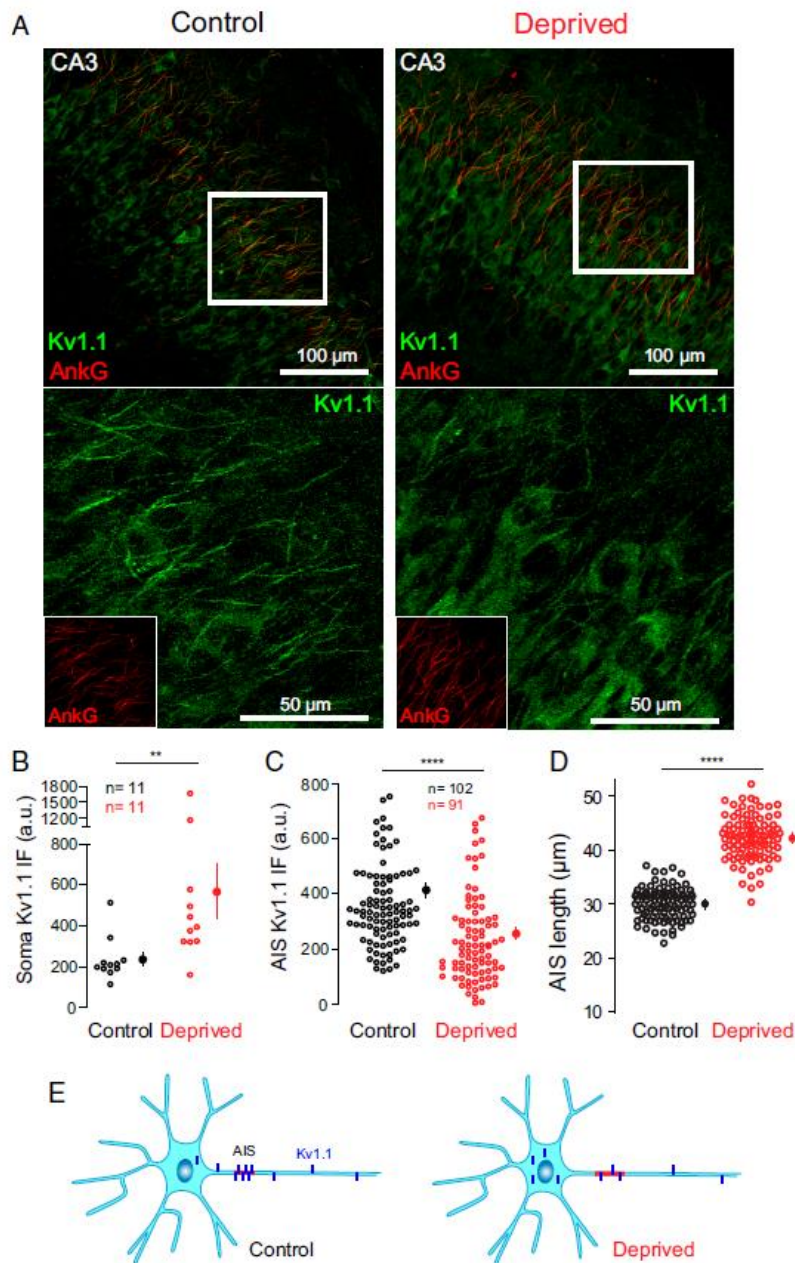 A
Control
Deprived
CA3
Kv1.1
AnkG
100 µm
CA3
Kv1.1
AnkG
100 µm
Kv1.1
AnkG
50 µm
Kv1.1
AnkG
50 µm
B
**
n= 11
n= 11
1800
1500
1200
800
600
400
200
0
Soma Kv1.1 IF (a.u.)
Control
Deprived
C
****
n= 102
n= 91
800
600
400
200
0
AIS Kv1.1 IF (a.u.)
Control
Deprived
D
****
50
40
30
20
10
AIS length (µm)
Control
Deprived
E
AIS
Kv1.1
Control
Deprived